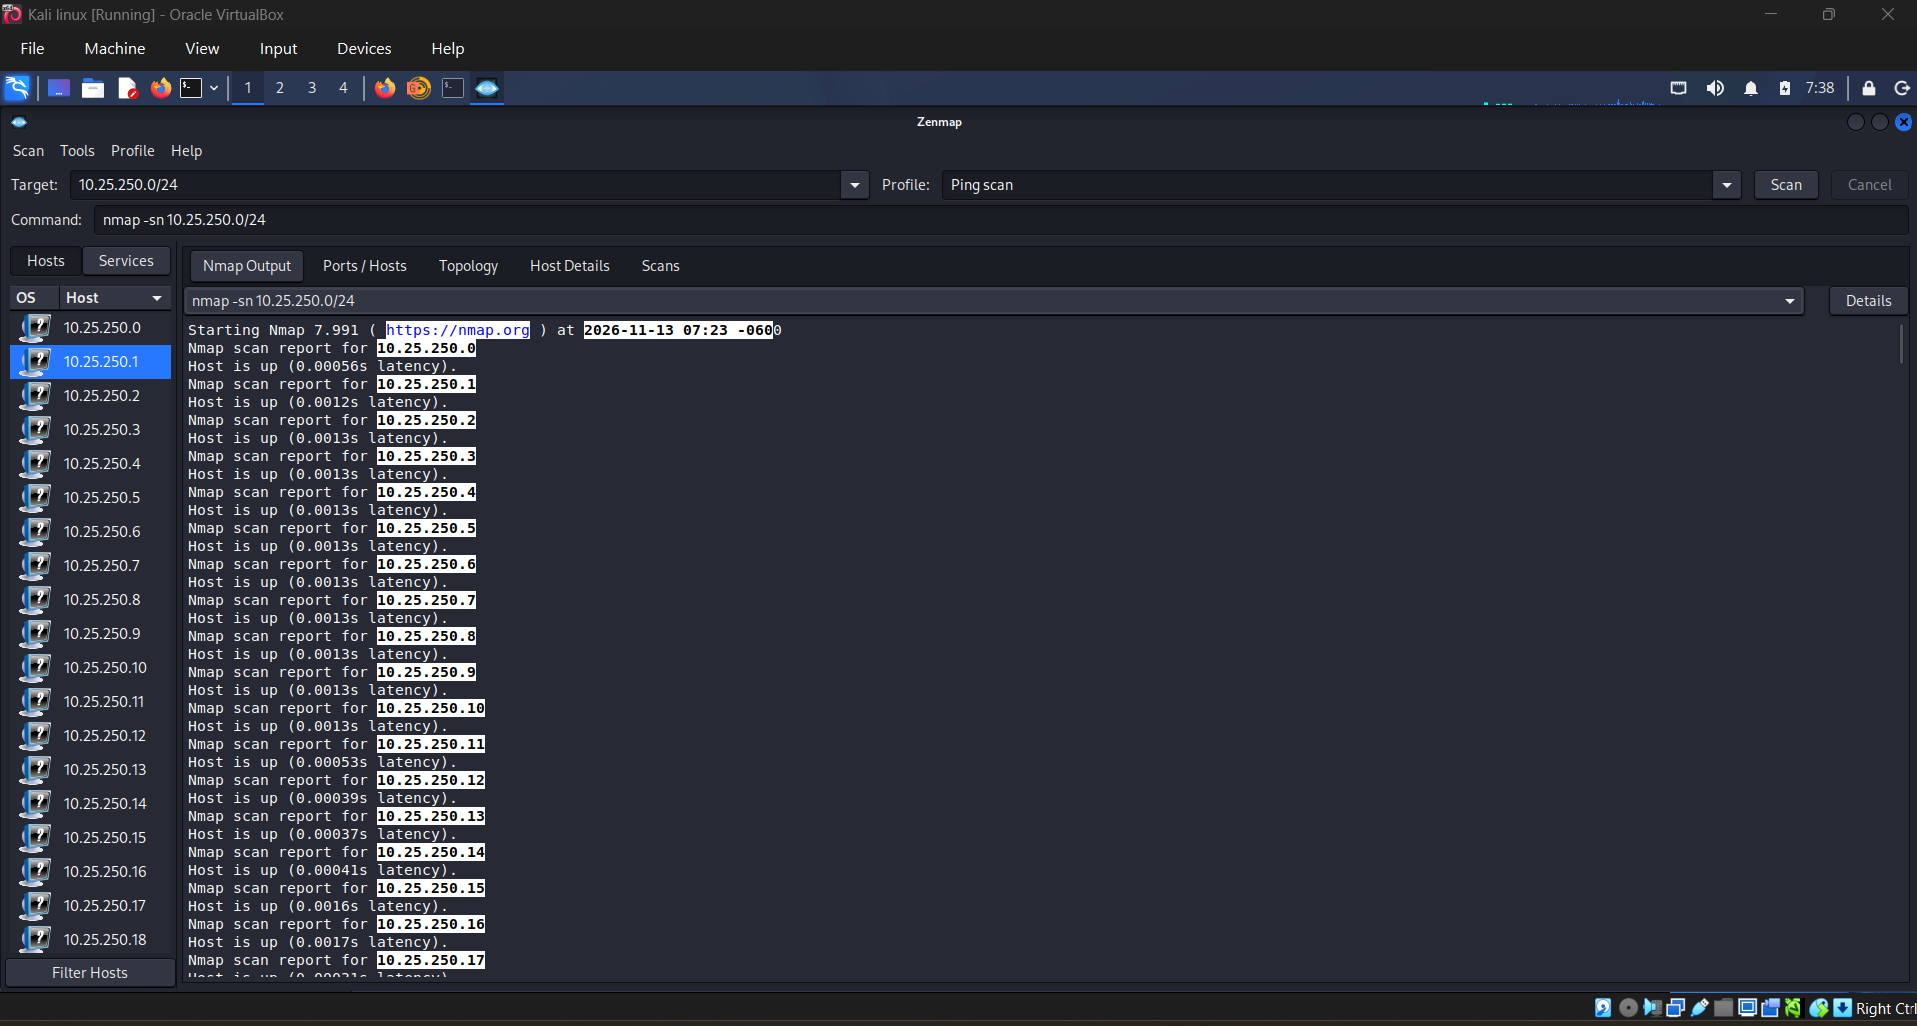 Kali linux [Running] - Oracle VirtualBox
File Machine View Input Devices Help
1 2 3 4 7:38
Zenmap
Scan Tools Profile Help
Target: 10.25.250.0/24 Profile: Ping scan Scan Cancel
Command: nmap -sn 10.25.250.0/24
Hosts Services
Nmap Output Ports / Hosts Topology Host Details Scans
OS Host
nmap -sn 10.25.250.0/24 Details
10.25.250.0
10.25.250.1
10.25.250.2
10.25.250.3
10.25.250.4
10.25.250.5
10.25.250.6
10.25.250.7
10.25.250.8
10.25.250.9
10.25.250.10
10.25.250.11
10.25.250.12
10.25.250.13
10.25.250.14
10.25.250.15
10.25.250.16
10.25.250.17
10.25.250.18
Filter Hosts
Starting Nmap 7.991 ( https://nmap.org ) at 2026-11-13 07:23 -0600
Nmap scan report for 10.25.250.0
Host is up (0.00056s latency).
Nmap scan report for 10.25.250.1
Host is up (0.0012s latency).
Nmap scan report for 10.25.250.2
Host is up (0.0013s latency).
Nmap scan report for 10.25.250.3
Host is up (0.0013s latency).
Nmap scan report for 10.25.250.4
Host is up (0.0013s latency).
Nmap scan report for 10.25.250.5
Host is up (0.0013s latency).
Nmap scan report for 10.25.250.6
Host is up (0.0013s latency).
Nmap scan report for 10.25.250.7
Host is up (0.0013s latency).
Nmap scan report for 10.25.250.8
Host is up (0.0013s latency).
Nmap scan report for 10.25.250.9
Host is up (0.0013s latency).
Nmap scan report for 10.25.250.10
Host is up (0.0013s latency).
Nmap scan report for 10.25.250.11
Host is up (0.00053s latency).
Nmap scan report for 10.25.250.12
Host is up (0.00039s latency).
Nmap scan report for 10.25.250.13
Host is up (0.00037s latency).
Nmap scan report for 10.25.250.14
Host is up (0.00041s latency).
Nmap scan report for 10.25.250.15
Host is up (0.0016s latency).
Nmap scan report for 10.25.250.16
Host is up (0.0017s latency).
Nmap scan report for 10.25.250.17
Host is up
Right Ctrl